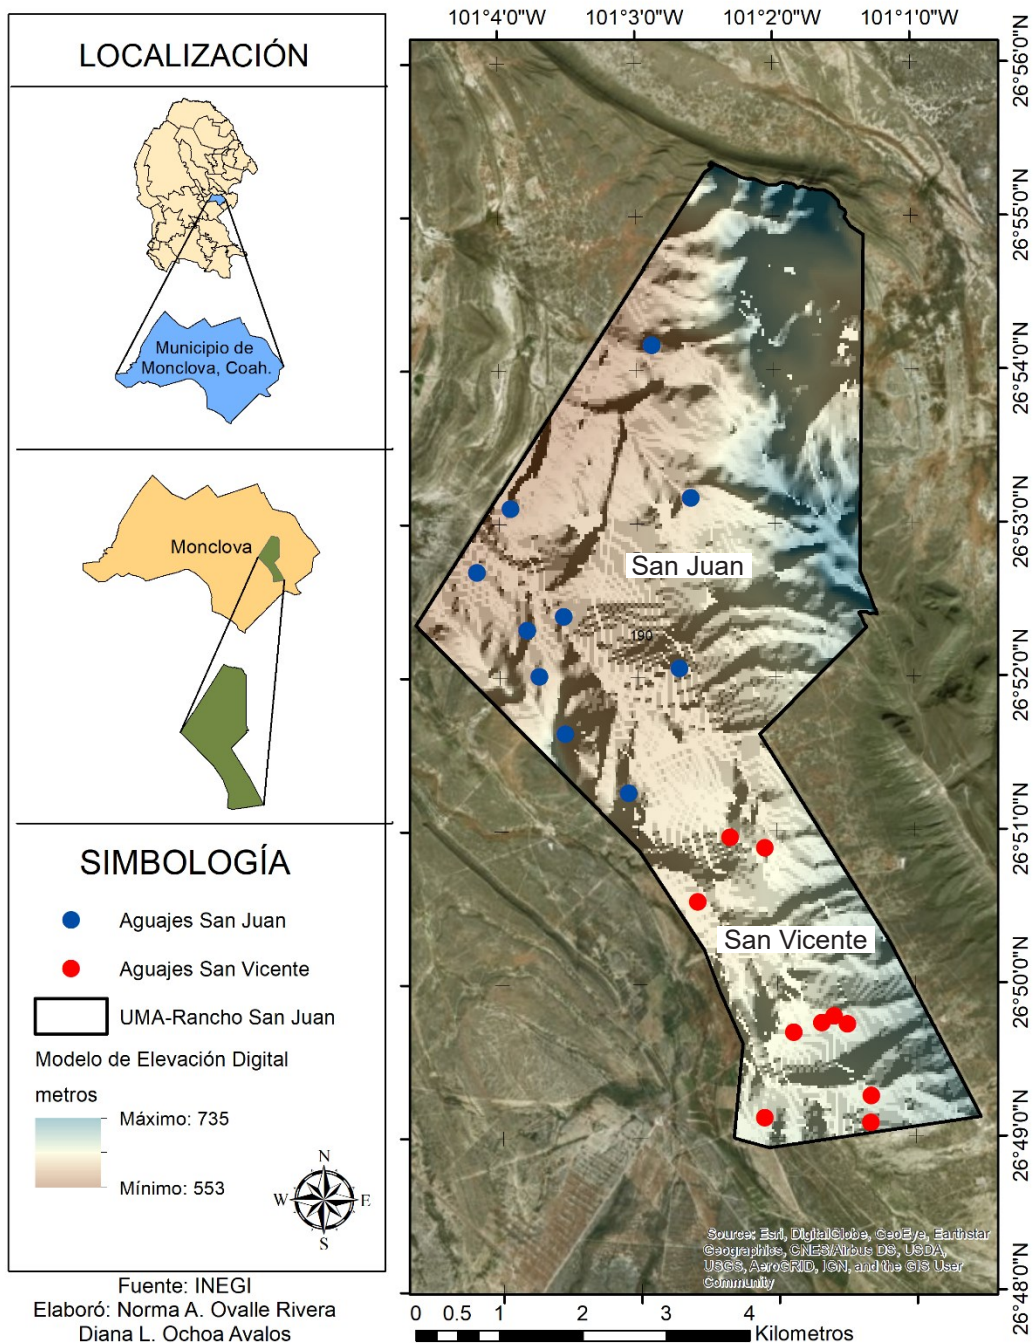 LOCALIZACIÓN
Municipio de
Monclova, Coah.
Monclova
SIMBOLOGÍA
Aguajes San Juan
Aguajes San Vicente
UMA-Rancho San Juan
Modelo de Elevación Digital
metros
Máximo: 735
Mínimo: 553
N
W
E
S
Fuente: INEGI
Elaboró: Norma A. Ovalle Rivera
Diana L. Ochoa Avalos
101°4'0"W
101°3'0"W
101°2'0"W
101°1'0"W
26°56'0"N
26°55'0"N
26°54'0"N
26°53'0"N
26°52'0"N
26°51'0"N
26°50'0"N
26°49'0"N
26°48'0"N
San Juan
190
San Vicente
Source: Esri, DigitalGlobe, GeoEye, Earthstar
Geographics, CNES/Airbus DS, USDA,
USGS, AeroGRID, IGN, and the GIS User
Community
0 0.5 1 2 3 4
Kilometros